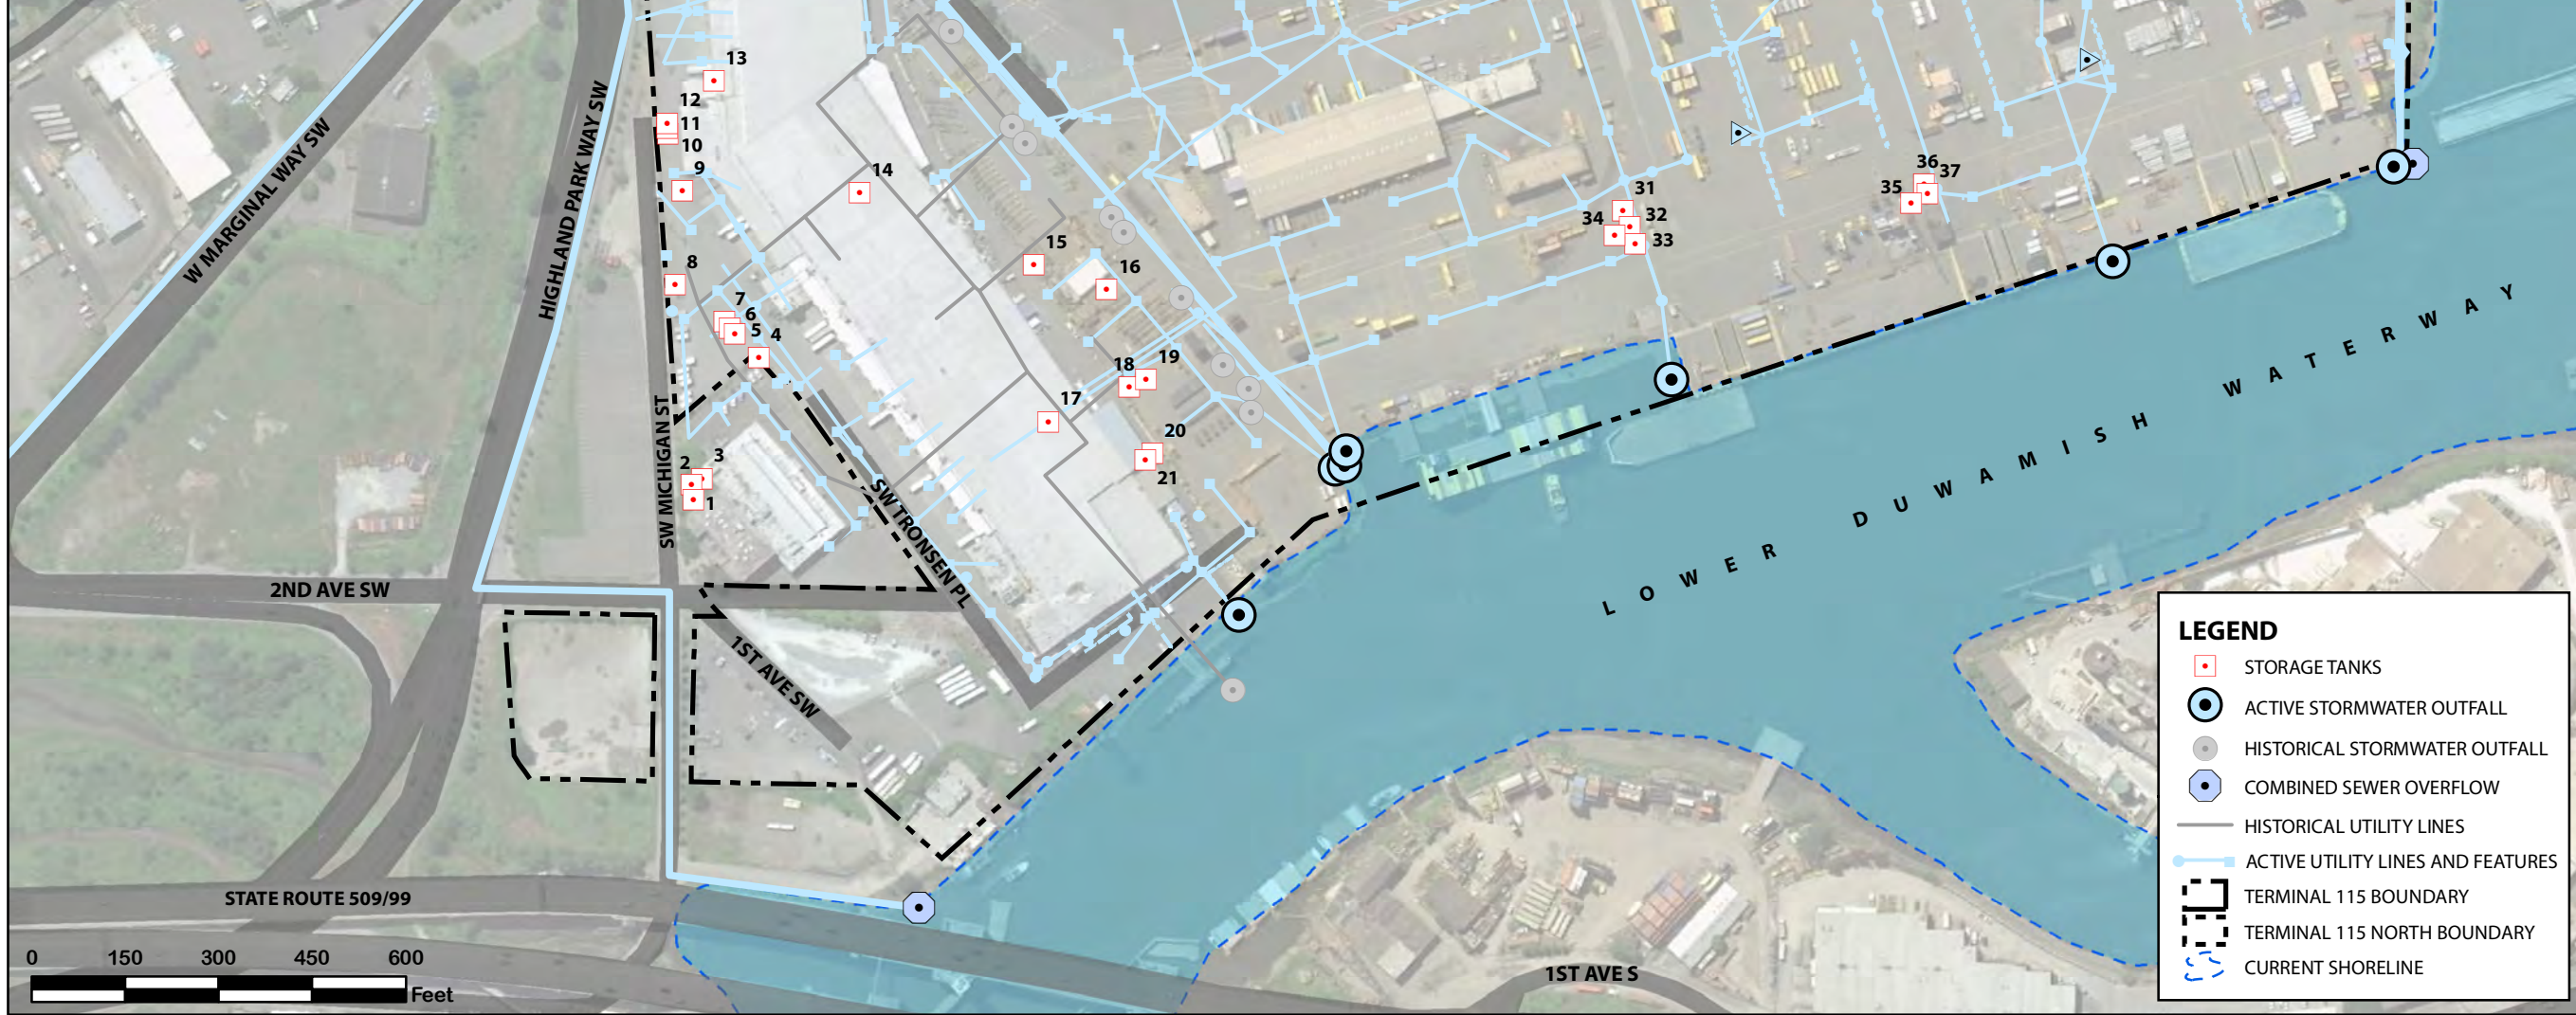 13
12
11
10
9
14
8
7
6
5
4
15
16
31
32
34
33
36
37
35
18
19
17
20
21
3
2
1
W MARGINAL WAY SW
HIGHLAND PARK WAY SW
SW MICHIGAN ST
SW TRONSEN PL
2ND AVE SW
1ST AVE SW
STATE ROUTE 509/99
1ST AVE S
LOWER DUWAMISH WATERWAY
0 150 300 450 600
Feet
LEGEND
STORAGE TANKS
ACTIVE STORMWATER OUTFALL
HISTORICAL STORMWATER OUTFALL
COMBINED SEWER OVERFLOW
HISTORICAL UTILITY LINES
ACTIVE UTILITY LINES AND FEATURES
TERMINAL 115 BOUNDARY
TERMINAL 115 NORTH BOUNDARY
CURRENT SHORELINE